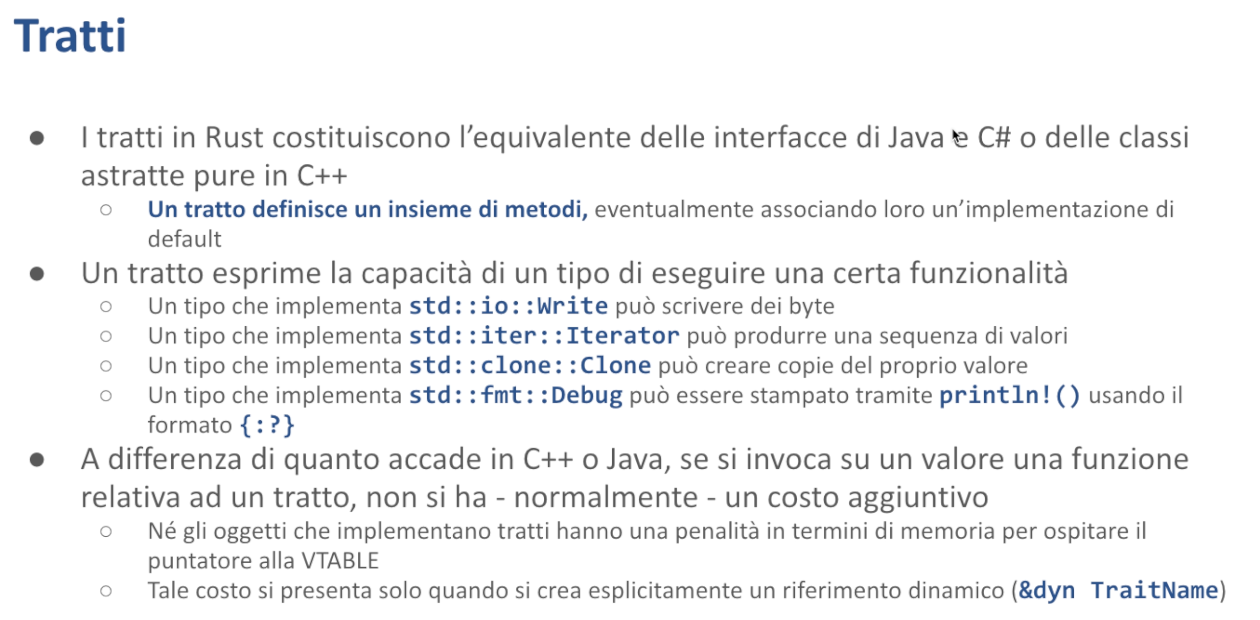 Tratti
● I tratti in Rust costituiscono l’equivalente delle interfacce di Java e C# o delle classi
astratte pure in C++
○ Un tratto definisce un insieme di metodi, eventualmente associando loro un’implementazione di
default
● Un tratto esprime la capacità di un tipo di eseguire una certa funzionalità
○ Un tipo che implementa std::io::Write può scrivere dei byte
○ Un tipo che implementa std::iter::Iterator può produrre una sequenza di valori
○ Un tipo che implementa std::clone::Clone può creare copie del proprio valore
○ Un tipo che implementa std::fmt::Debug può essere stampato tramite println!() usando il
formato {:?}
● A differenza di quanto accade in C++ o Java, se si invoca su un valore una funzione
relativa ad un tratto, non si ha - normalmente - un costo aggiuntivo
○ Né gli oggetti che implementano tratti hanno una penalità in termini di memoria per ospitare il
puntatore alla VTABLE
○ Tale costo si presenta solo quando si crea esplicitamente un riferimento dinamico (&dyn TraitName)